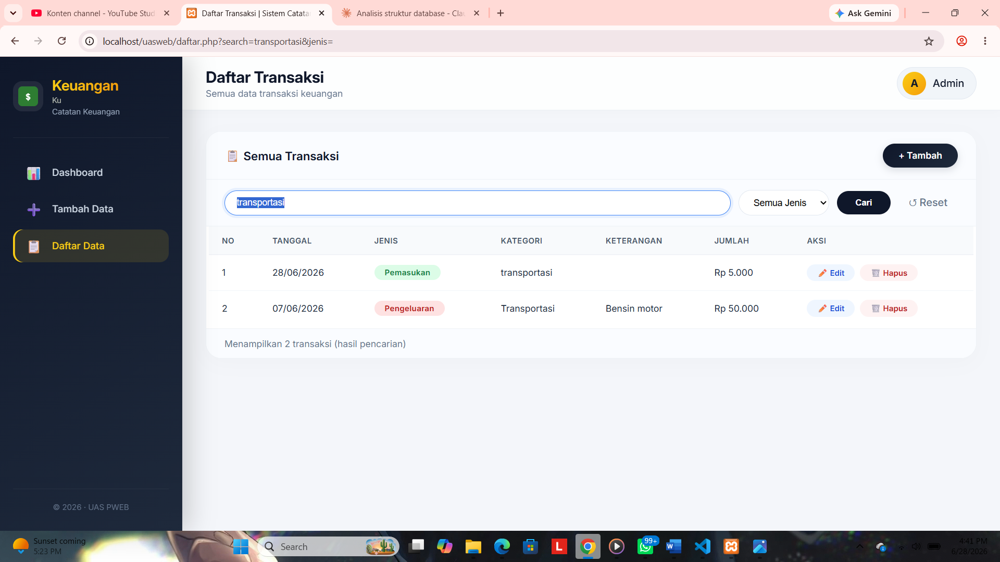 Konten channel - YouTube Stud
Daftar Transaksi | Sistem Catata
Analisis struktur database - Cla
Ask Gemini
localhost/uasweb/daftar.php?search=transportasi&jenis=
$
Keuangan
Ku
Catatan Keuangan
Dashboard
Tambah Data
Daftar Data
© 2026 · UAS PWEB
Daftar Transaksi
Semua data transaksi keuangan
A
Admin
Semua Transaksi
+ Tambah
transportasi
Semua Jenis
Cari
↺ Reset
NO TANGGAL JENIS KATEGORI KETERANGAN JUMLAH AKSI
1 28/06/2026 Pemasukan transportasi Rp 5.000 Edit Hapus
2 07/06/2026 Pengeluaran Transportasi Bensin motor Rp 50.000 Edit Hapus
Menampilkan 2 transaksi (hasil pencarian)
Sunset coming
5:23 PM
Search
L
99+
W
4:41 PM
6/28/2026